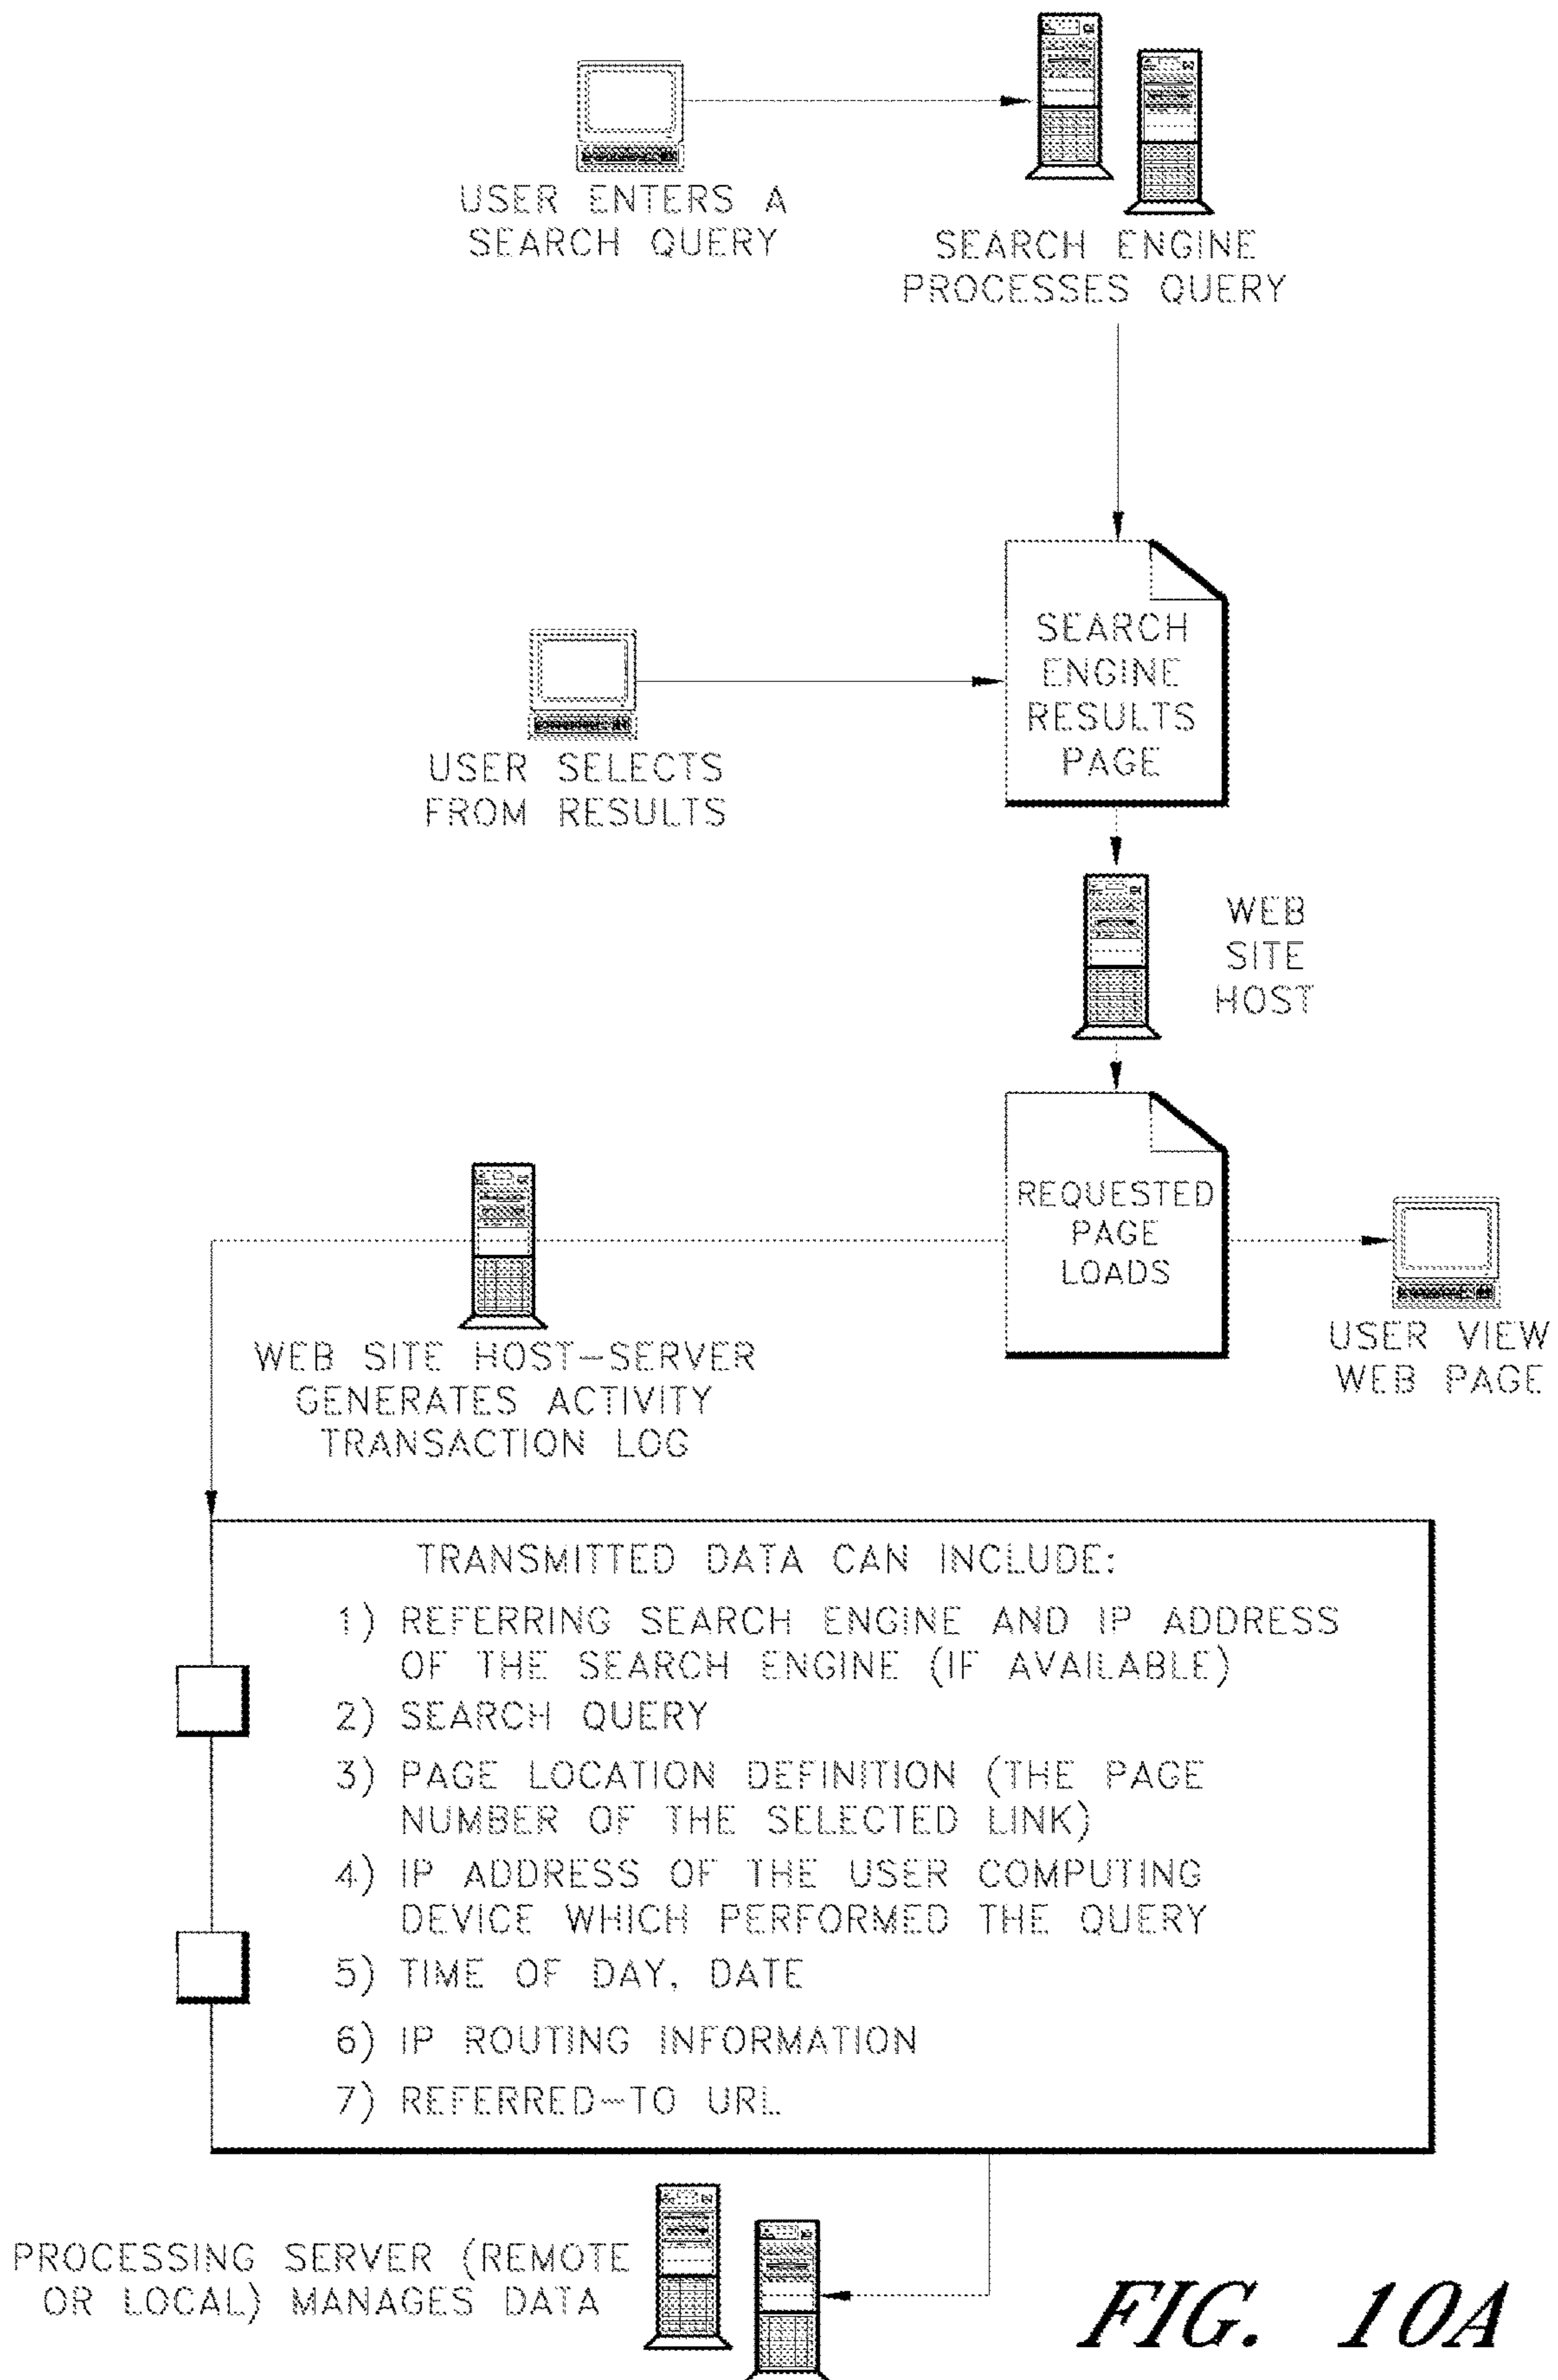 USER ENTERS A
SEARCH QUERY
SEARCH ENGINE
PROCESSES QUERY
SEARCH
ENGINE
RESULTS
PAGE
USER SELECTS
FROM RESULTS
WEB
SITE
HOST
REQUESTED
PAGE
LOADS
USER VIEW
WEB PAGE
WEB SITE HOST-SERVER
GENERATES ACTIVITY
TRANSACTION LOG
TRANSMITTED DATA CAN INCLUDE:
1) REFERRING SEARCH ENGINE AND IP ADDRESS
OF THE SEARCH ENGINE (IF AVAILABLE)
2) SEARCH QUERY
3) PAGE LOCATION DEFINITION (THE PAGE
NUMBER OF THE SELECTED LINK)
4) IP ADDRESS OF THE USER COMPUTING
DEVICE WHICH PERFORMED THE QUERY
5) TIME OF DAY, DATE
6) IP ROUTING INFORMATION
7) REFERRED-TO URL
PROCESSING SERVER (REMOTE
OR LOCAL) MANAGES DATA
FIG. 10A